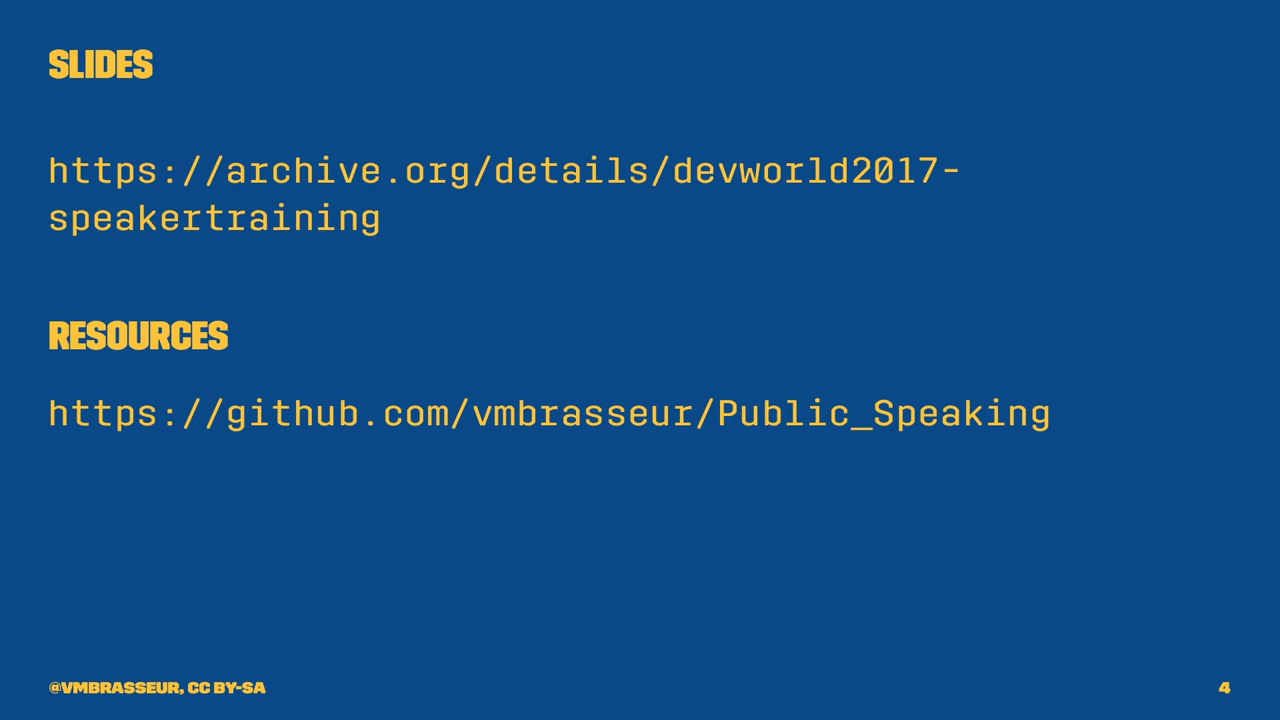 SLIDES
https://archive.org/details/devworld2017-
speakertraining
RESOURCES
https://github.com/vmbrasseur/Public_Speaking
@VMBRASSEUR, CC BY-SA
4